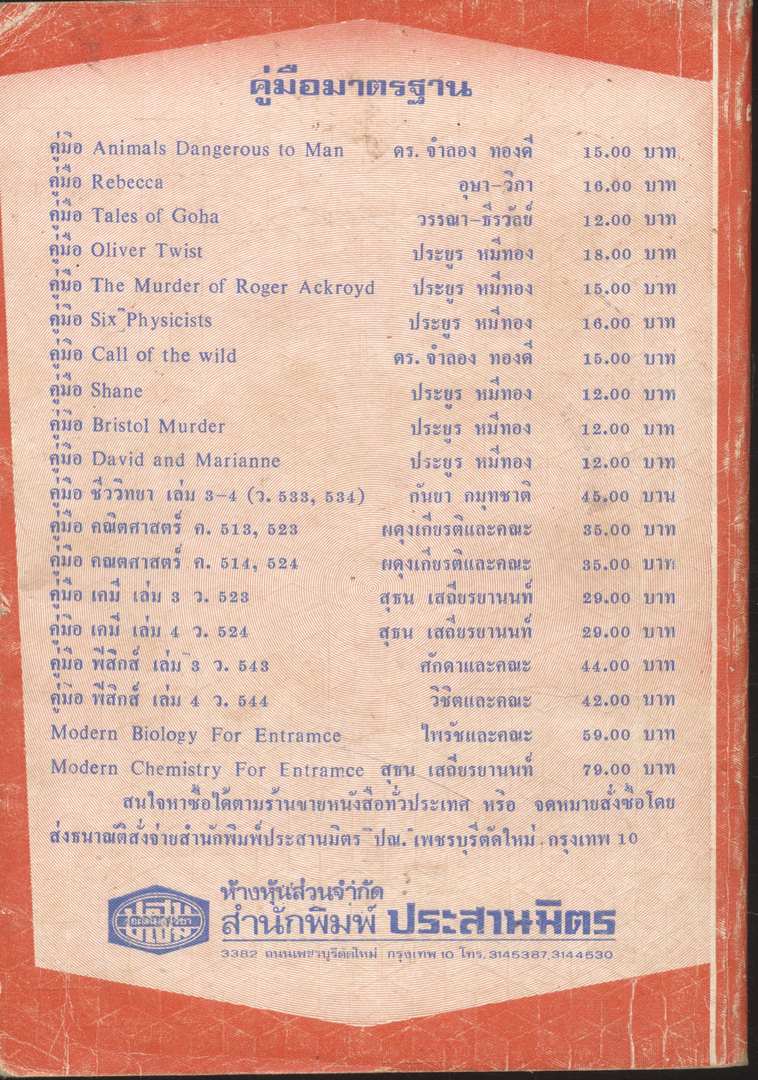 คู่มือมาตรฐาน
คู่มือ Animals Dangerous to Man ดร. จำลอง ทองดี 15.00 บาท
คู่มือ Rebecca อุษา-วิภา 16.00 บาท
คู่มือ Tales of Goha วรรณา-ธีรวัลย์ 12.00 บาท
คู่มือ Oliver Twist ประยูร หมีทอง 18.00 บาท
คู่มือ The Murder of Roger Ackroyd ประยูร หมีทอง 15.00 บาท
คู่มือ Six Physicists ประยูร หมีทอง 16.00 บาท
คู่มือ Call of the wild ดร. จำลอง ทองดี 15.00 บาท
คู่มือ Shane ประยูร หมีทอง 12.00 บาท
คู่มือ Bristol Murder ประยูร หมีทอง 12.00 บาท
คู่มือ David and Marianne ประยูร หมีทอง 12.00 บาท
คู่มือ ชีววิทยา เล่ม 3-4 (ว. 533, 534) กันยา กมุทชาติ 45.00 บาน
คู่มือ คณิตศาสตร์ ค. 513, 523 ผดุงเกียรติและคณะ 35.00 บาท
คู่มือ คณตศาสตร์ ค. 514, 524 ผดุงเกียรติและคณะ 35.00 บาท
คู่มือ เคมี เล่ม 3 ว. 523 สุธน เสถียรยานนท์ 29.00 บาท
คู่มือ เคมี เล่ม 4 ว. 524 สุธน เสถียรยานนท์ 29.00 บาท
คู่มือ ฟิสิกส์ เล่ม 3 ว. 543 ศักดาและคณะ 44.00 บาท
คู่มือ ฟิสิกส์ เล่ม 4 ว. 544 วิชิตและคณะ 42.00 บาท
Modern Biology For Entramce ไพรัชและคณะ 59.00 บาท
Modern Chemistry For Entramce สุธน เสถียรยานนท์ 79.00 บาท
สนใจหาซื้อได้ตามร้านขายหนังสือทั่วประเทศ หรือ จดหมายสั่งซื้อโดย
ส่งธนาณัติสั่งจ่ายสำนักพิมพ์ประสานมิตร ปณ. เพชรบุรีตัดใหม่ กรุงเทพ 10
ห้างหุ้นส่วนจำกัด
สำนักพิมพ์ ประสานมิตร
3382 ถนนเพชรบุรีตัดใหม่ กรุงเทพ 10 โทร. 3145387, 3144530